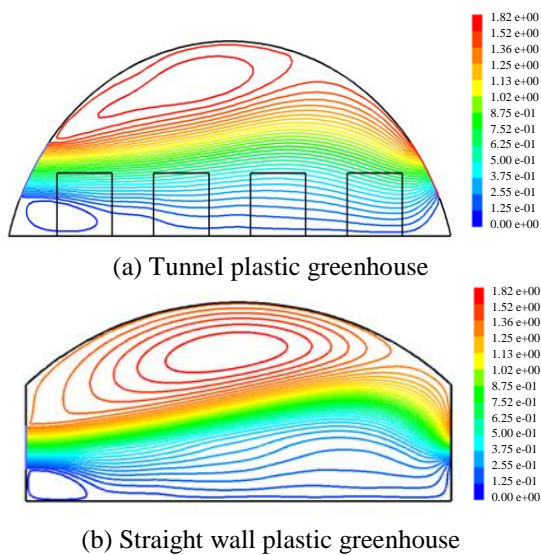 1.82 e+00
1.52 e+00
1.36 e+00
1.25 e+00
1.13 e+00
1.02 e+00
8.75 e-01
7.52 e-01
6.25 e-01
5.00 e-01
3.75 e-01
2.55 e-01
1.25 e-01
0.00 e+00
(a) Tunnel plastic greenhouse
1.82 e+00
1.52 e+00
1.36 e+00
1.25 e+00
1.13 e+00
1.02 e+00
8.75 e-01
7.52 e-01
6.25 e-01
5.00 e-01
3.75 e-01
2.55 e-01
1.25 e-01
0.00 e+00
(b) Straight wall plastic greenhouse